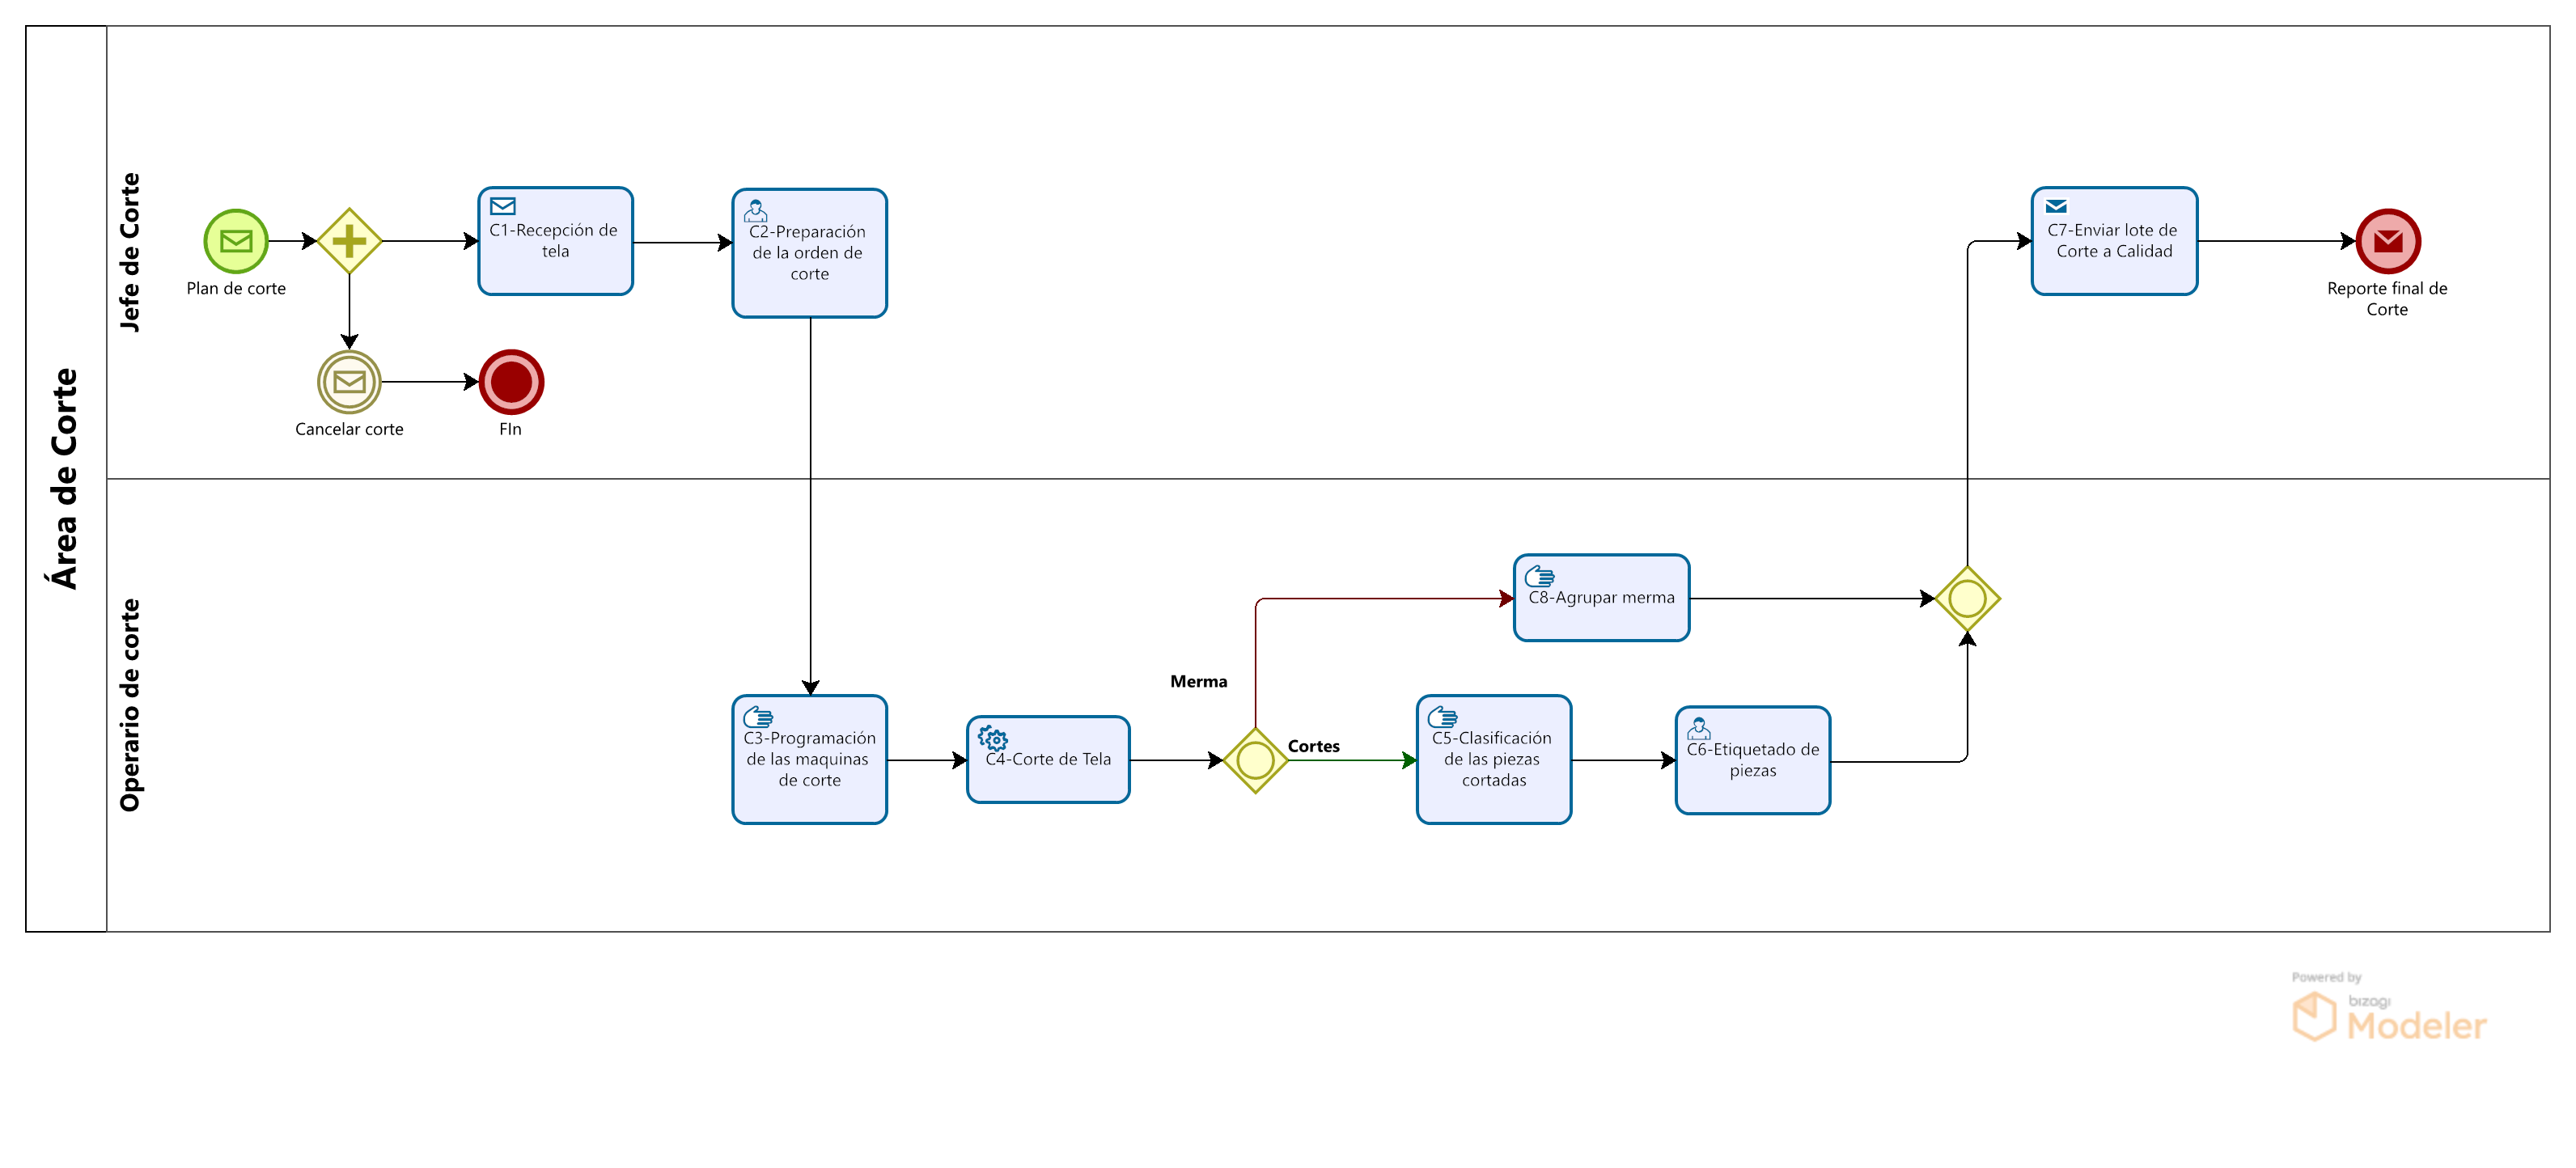 Área de Corte
Jefe de Corte
Plan de corte
C1-Recepción de
tela
C2-Preparación
de la orden de
corte
Cancelar corte
FIn
C7-Enviar lote de
Corte a Calidad
Reporte final de
Corte
Operario de corte
C3-Programación
de las maquinas
de corte
C4-Corte de Tela
Merma
Cortes
C8-Agrupar merma
C5-Clasificación
de las piezas
cortadas
C6-Etiquetado de
piezas
Powered by
bizagi
Modeler